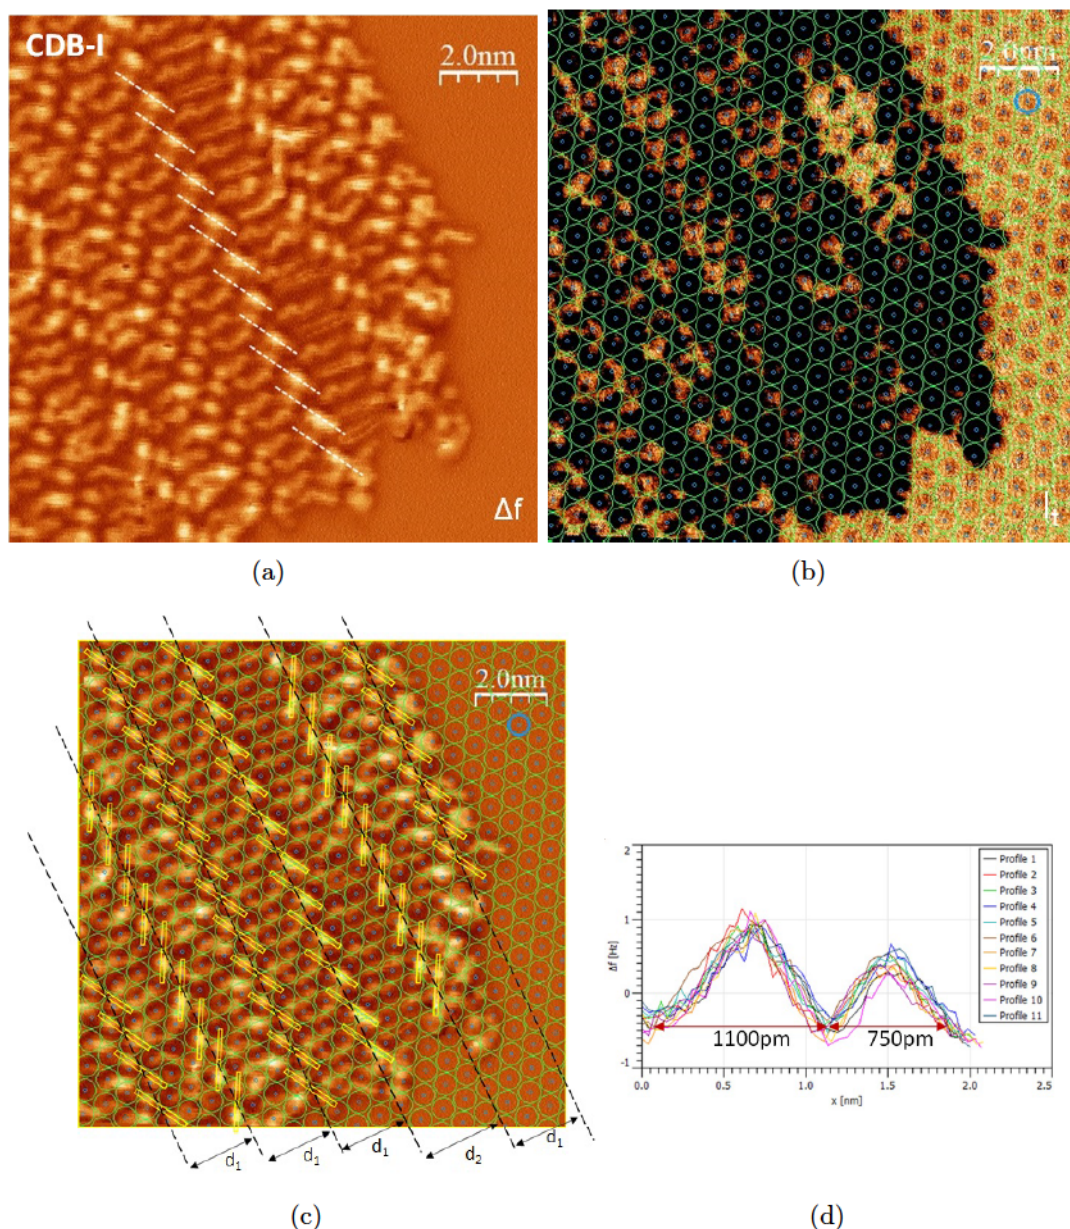 CDB-I
2.0nm
Δf
(a)
2.0nm
I t
(b)
2.0nm
d1
d1
d1
d2
d1
(c)
2
1
0
-1
Δf [Hz]
1100pm
750pm
0.0
0.5
1.0
1.5
2.0
2.5
x [nm]
Profile 1
Profile 2
Profile 3
Profile 4
Profile 5
Profile 6
Profile 7
Profile 8
Profile 9
Profile 10
Profile 11
(d)